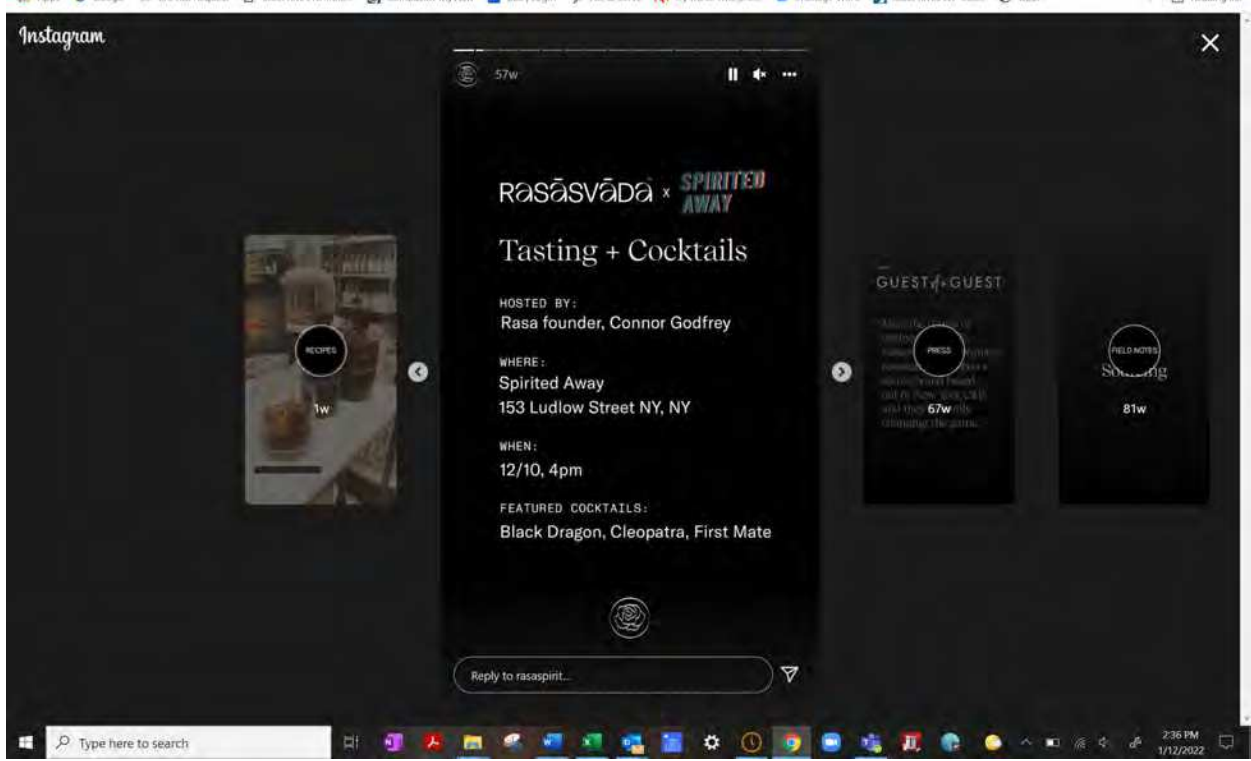 Instagram
57w
RASĀSVĀDA x SPIRITED AWAY
Tasting + Cocktails
HOSTED BY:
Rasa founder, Connor Godfrey
WHERE:
Spirited Away
153 Ludlow Street NY, NY
WHEN:
12/10, 4pm
FEATURED COCKTAILS:
Black Dragon, Cleopatra, First Mate
Reply to rasaspirit...
RECIPES
1w
GUEST of a GUEST
PRESS
67w
FIELD NOTES
81w
Type here to search
2:36 PM
1/12/2022